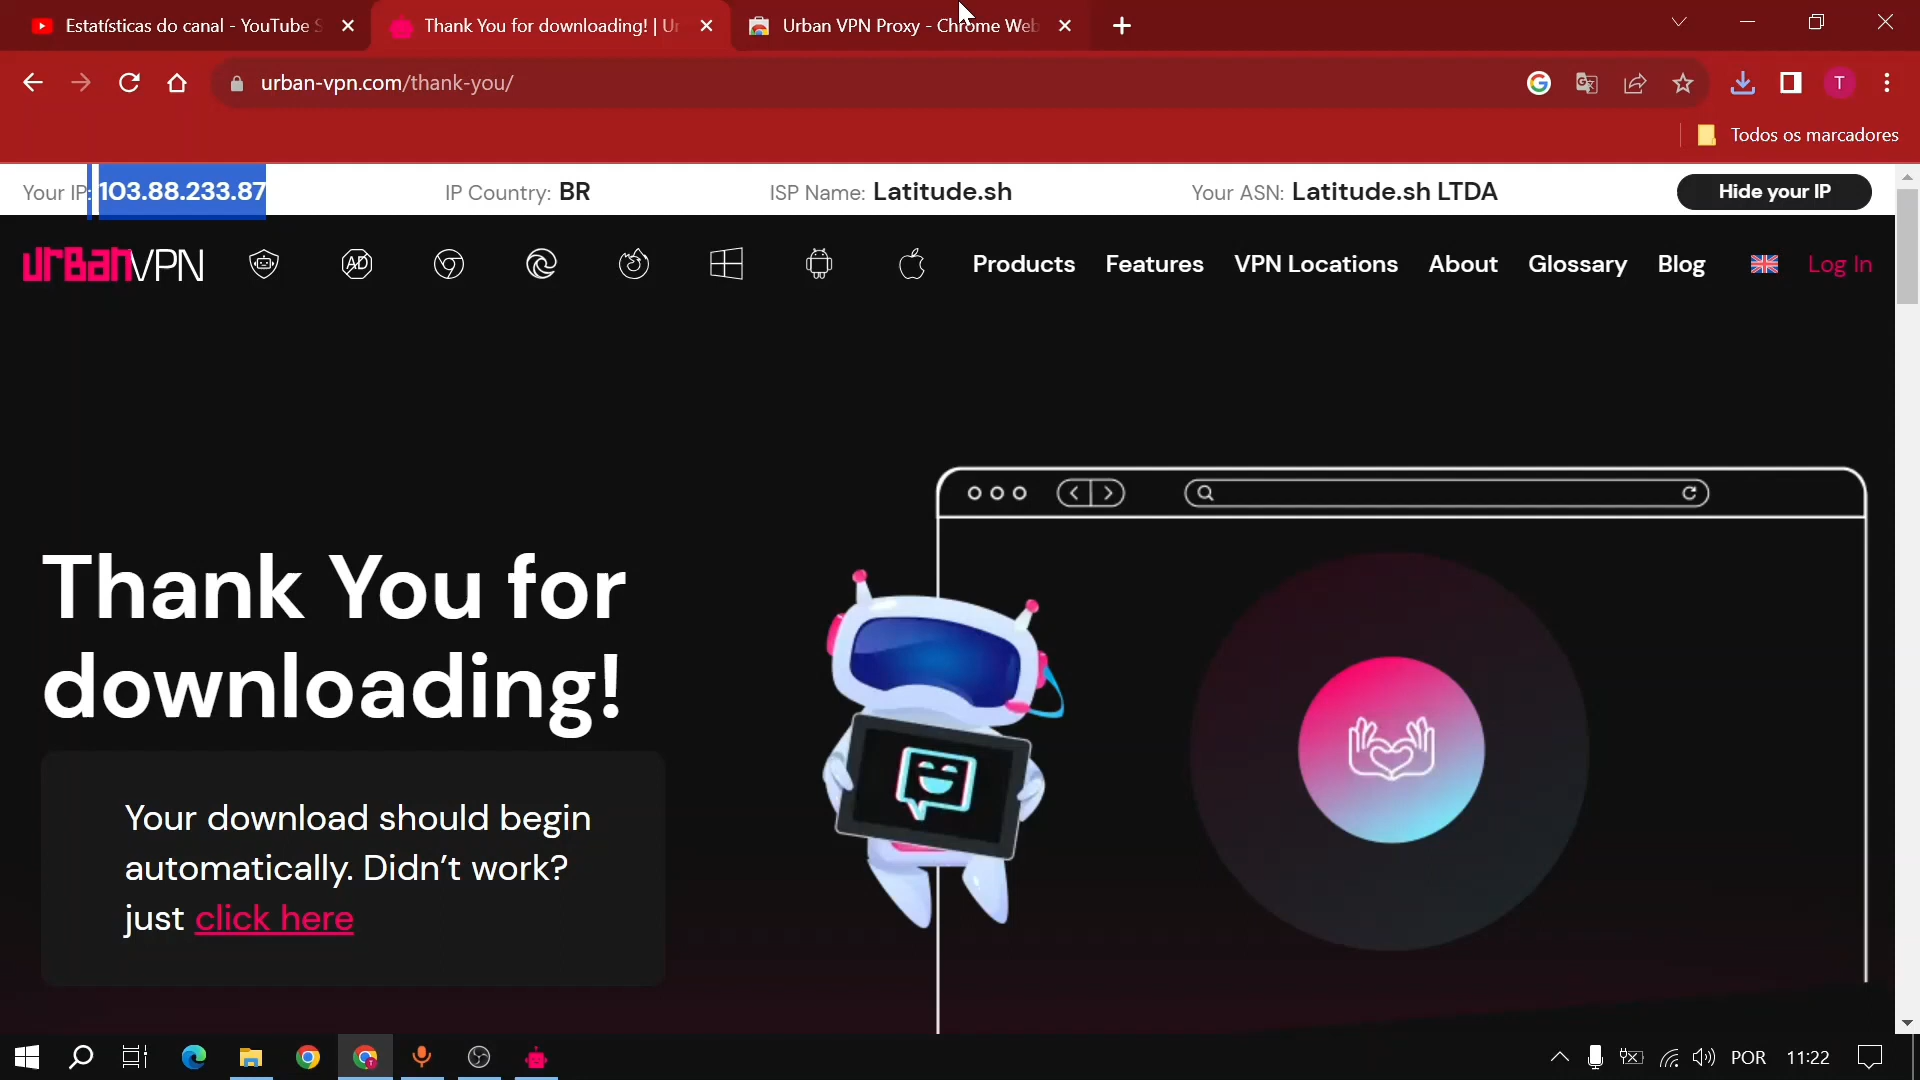 Estatísticas do canal - YouTube S
Thank You for downloading! | Ur
Urban VPN Proxy - Chrome Web
urban-vpn.com/thank-you/
T
Todos os marcadores
Your IP: 103.88.233.87
IP Country: BR
ISP Name: Latitude.sh
Your ASN: Latitude.sh LTDA
Hide your IP
urbanVPN
AD
Products
Features
VPN Locations
About
Glossary
Blog
Log In
Thank You for
downloading!
Your download should begin
automatically. Didn't work?
just click here
POR
11:22